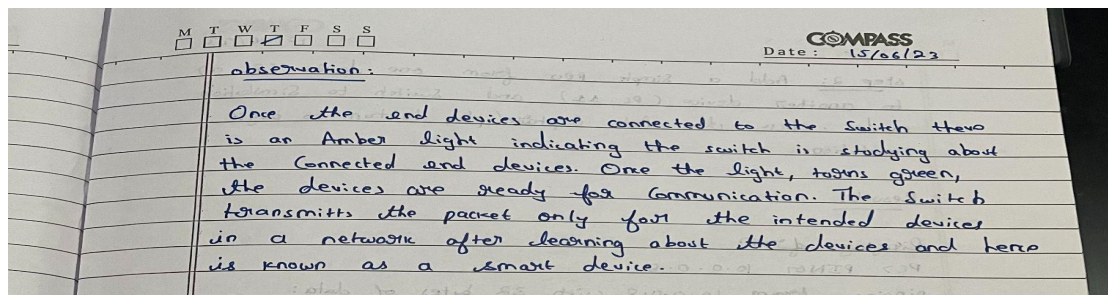 M T W T F S S
COMPASS
Date : 15/06/23
observation :
Once the end devices are connected to the switch there
is an Amber light indicating the switch is studying about
the Connected end devices. Once the light, turns green,
the devices are ready for Communication. The Switch
transmitts the packet only for the intended devices
in a network after learning about the devices and hence
is known as a smart device.